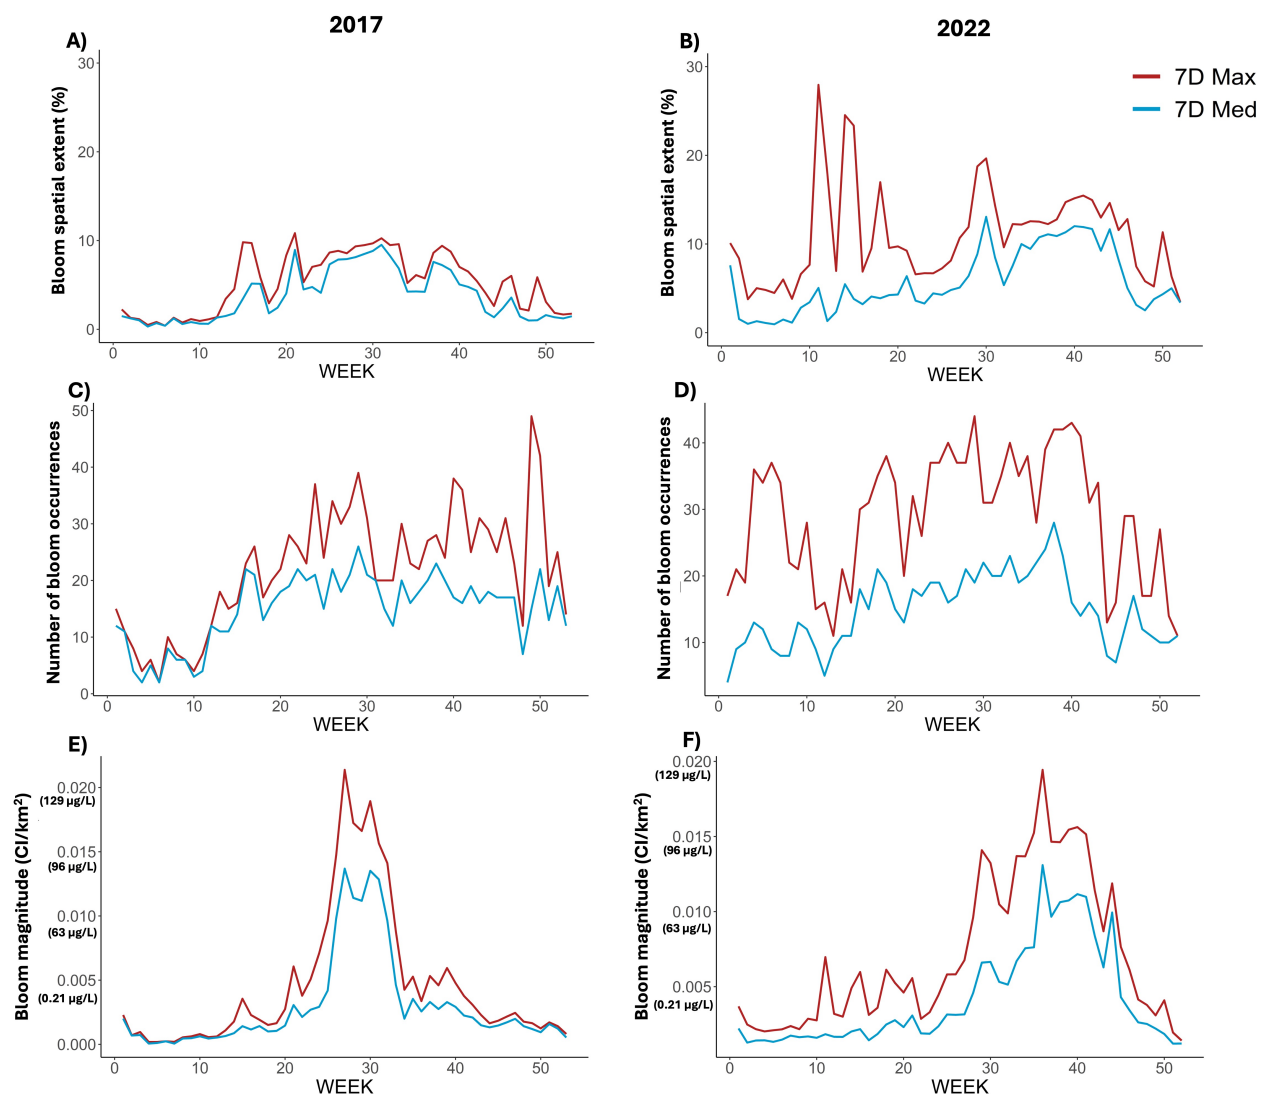 2017
2022
A)
Bloom spatial extent (%)
30
20
10
0
0 10 20 30 40 50
WEEK
B)
Bloom spatial extent (%)
30
20
10
0
0 10 20 30 40 50
WEEK
7D Max
7D Med
C)
Number of bloom occurrences
50
40
30
20
10
0
0 10 20 30 40 50
WEEK
D)
Number of bloom occurrences
40
30
20
10
0 10 20 30 40 50
WEEK
E)
Bloom magnitude (CI/km²)
0.020
(129 µg/L)
0.015
(96 µg/L)
0.010
(63 µg/L)
0.005
(0.21 µg/L)
0.000
0 10 20 30 40 50
WEEK
F)
Bloom magnitude (CI/km²)
0.020
(129 µg/L)
0.015
(96 µg/L)
0.010
(63 µg/L)
0.005
(0.21 µg/L)
0 10 20 30 40 50
WEEK